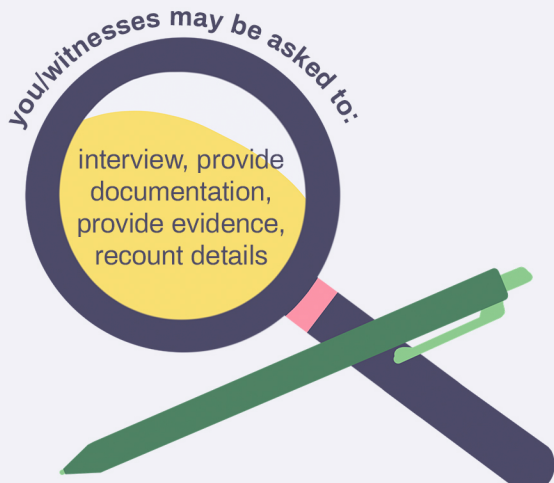 you/witnesses may be asked to:
interview, provide
documentation,
provide evidence,
recount details